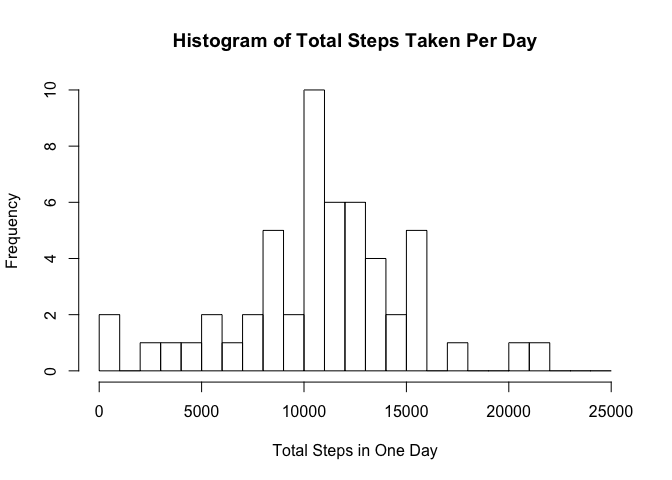 Histogram of Total Steps Taken Per Day
Frequency
10
8
6
4
2
0
0 5000 10000 15000 20000 25000
Total Steps in One Day